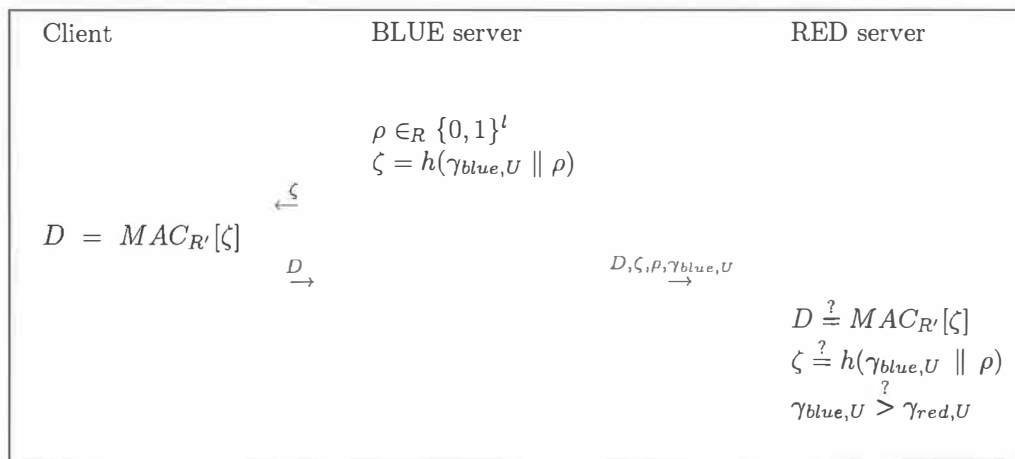 Client BLUE server RED server
ρ ∈_R {0, 1}^l
ζ = h(γ_{blue,U} ∥ ρ)
ζ
←
D = MAC_{R'}[ζ]
D D,ζ,ρ,γ_{blue,U}
→ →
D ≟ MAC_{R'}[ζ]
ζ ≟ h(γ_{blue,U} ∥ ρ)
γ_{blue,U} >^? γ_{red,U}